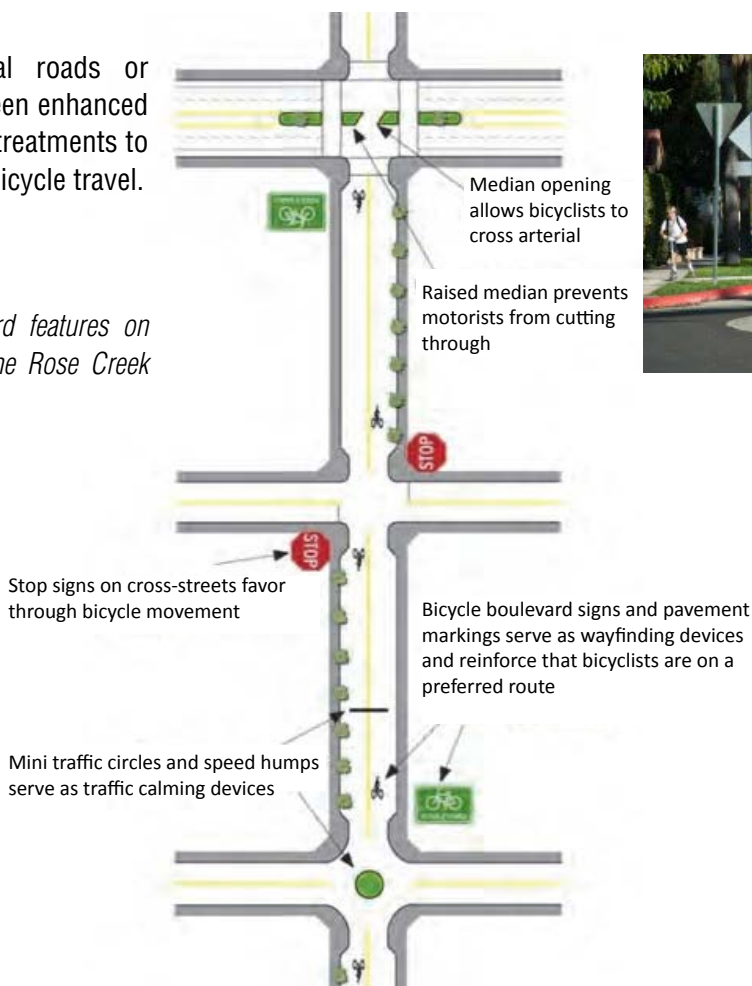 al roads or
een enhanced
treatments to
icycle travel.
rd features on
he Rose Creek
Median opening
allows bicyclists to
cross arterial
Raised median prevents
motorists from cutting
through
STOP
STOP
Stop signs on cross-streets favor
through bicycle movement
Bicycle boulevard signs and pavement
markings serve as wayfinding devices
and reinforce that bicyclists are on a
preferred route
Mini traffic circles and speed humps
serve as traffic calming devices